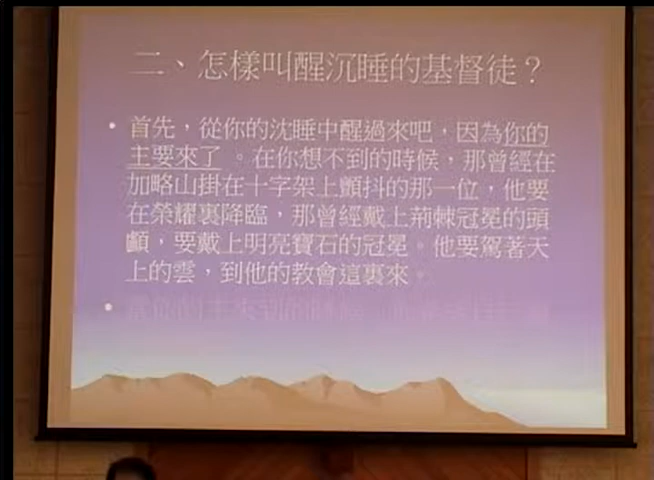 二、怎樣叫醒沉睡的基督徒？
• 首先，從你的沈睡中醒過來吧，因為你的
主要來了 。在你想不到的時候，那曾經在
加略山掛在十字架上顫抖的那一位，他要
在榮耀裏降臨，那曾經戴上荊棘冠冕的頭
顱，要戴上明亮寶石的冠冕。他要駕著天
上的雲，到他的教會這裏來。